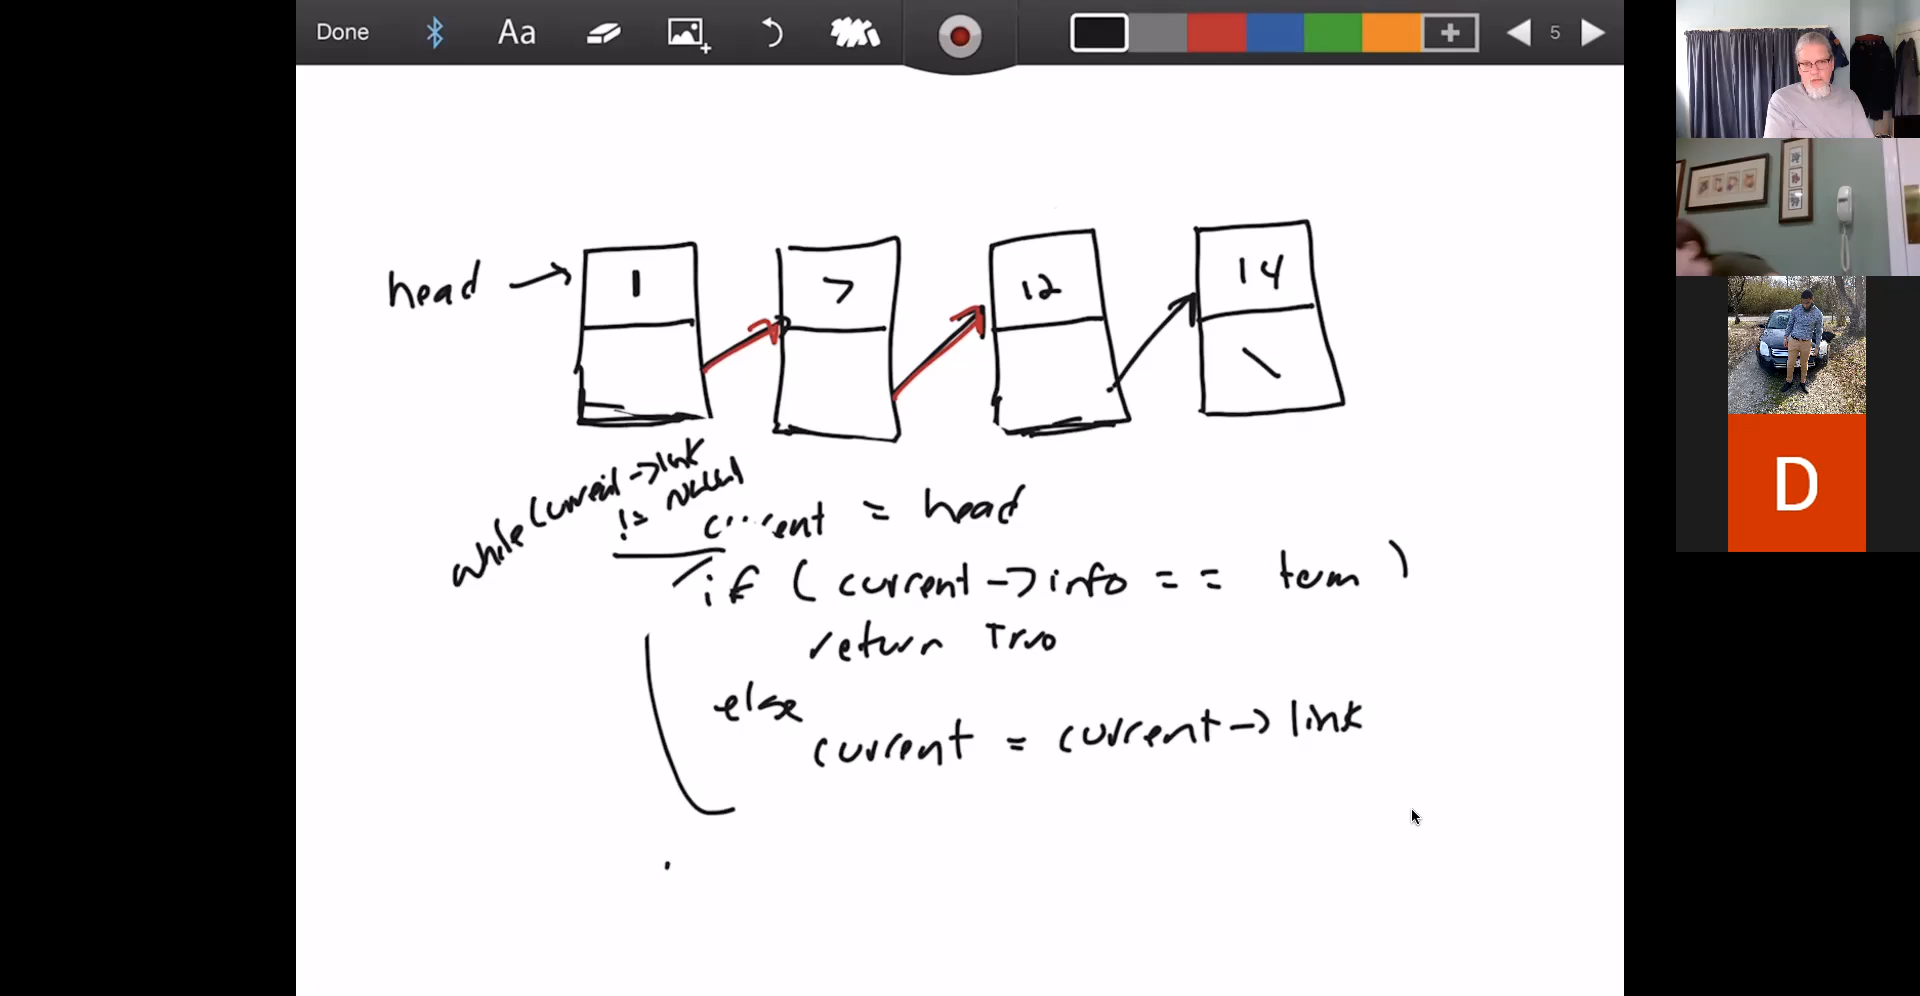 Done Aa 5
head → 1 7 12 14
while (current->link
!= NULL)
current = head
if ( current->info == = term )
return True
else
current = current->link
D